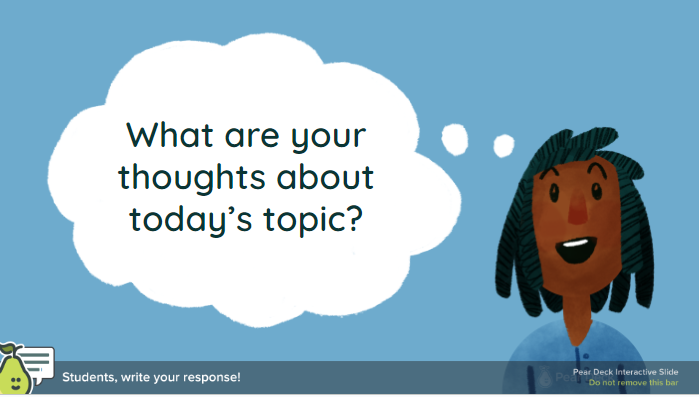 What are your
thoughts about
today's topic?
Students, write your response!
Pear Deck Interactive Slide
Do not remove this bar